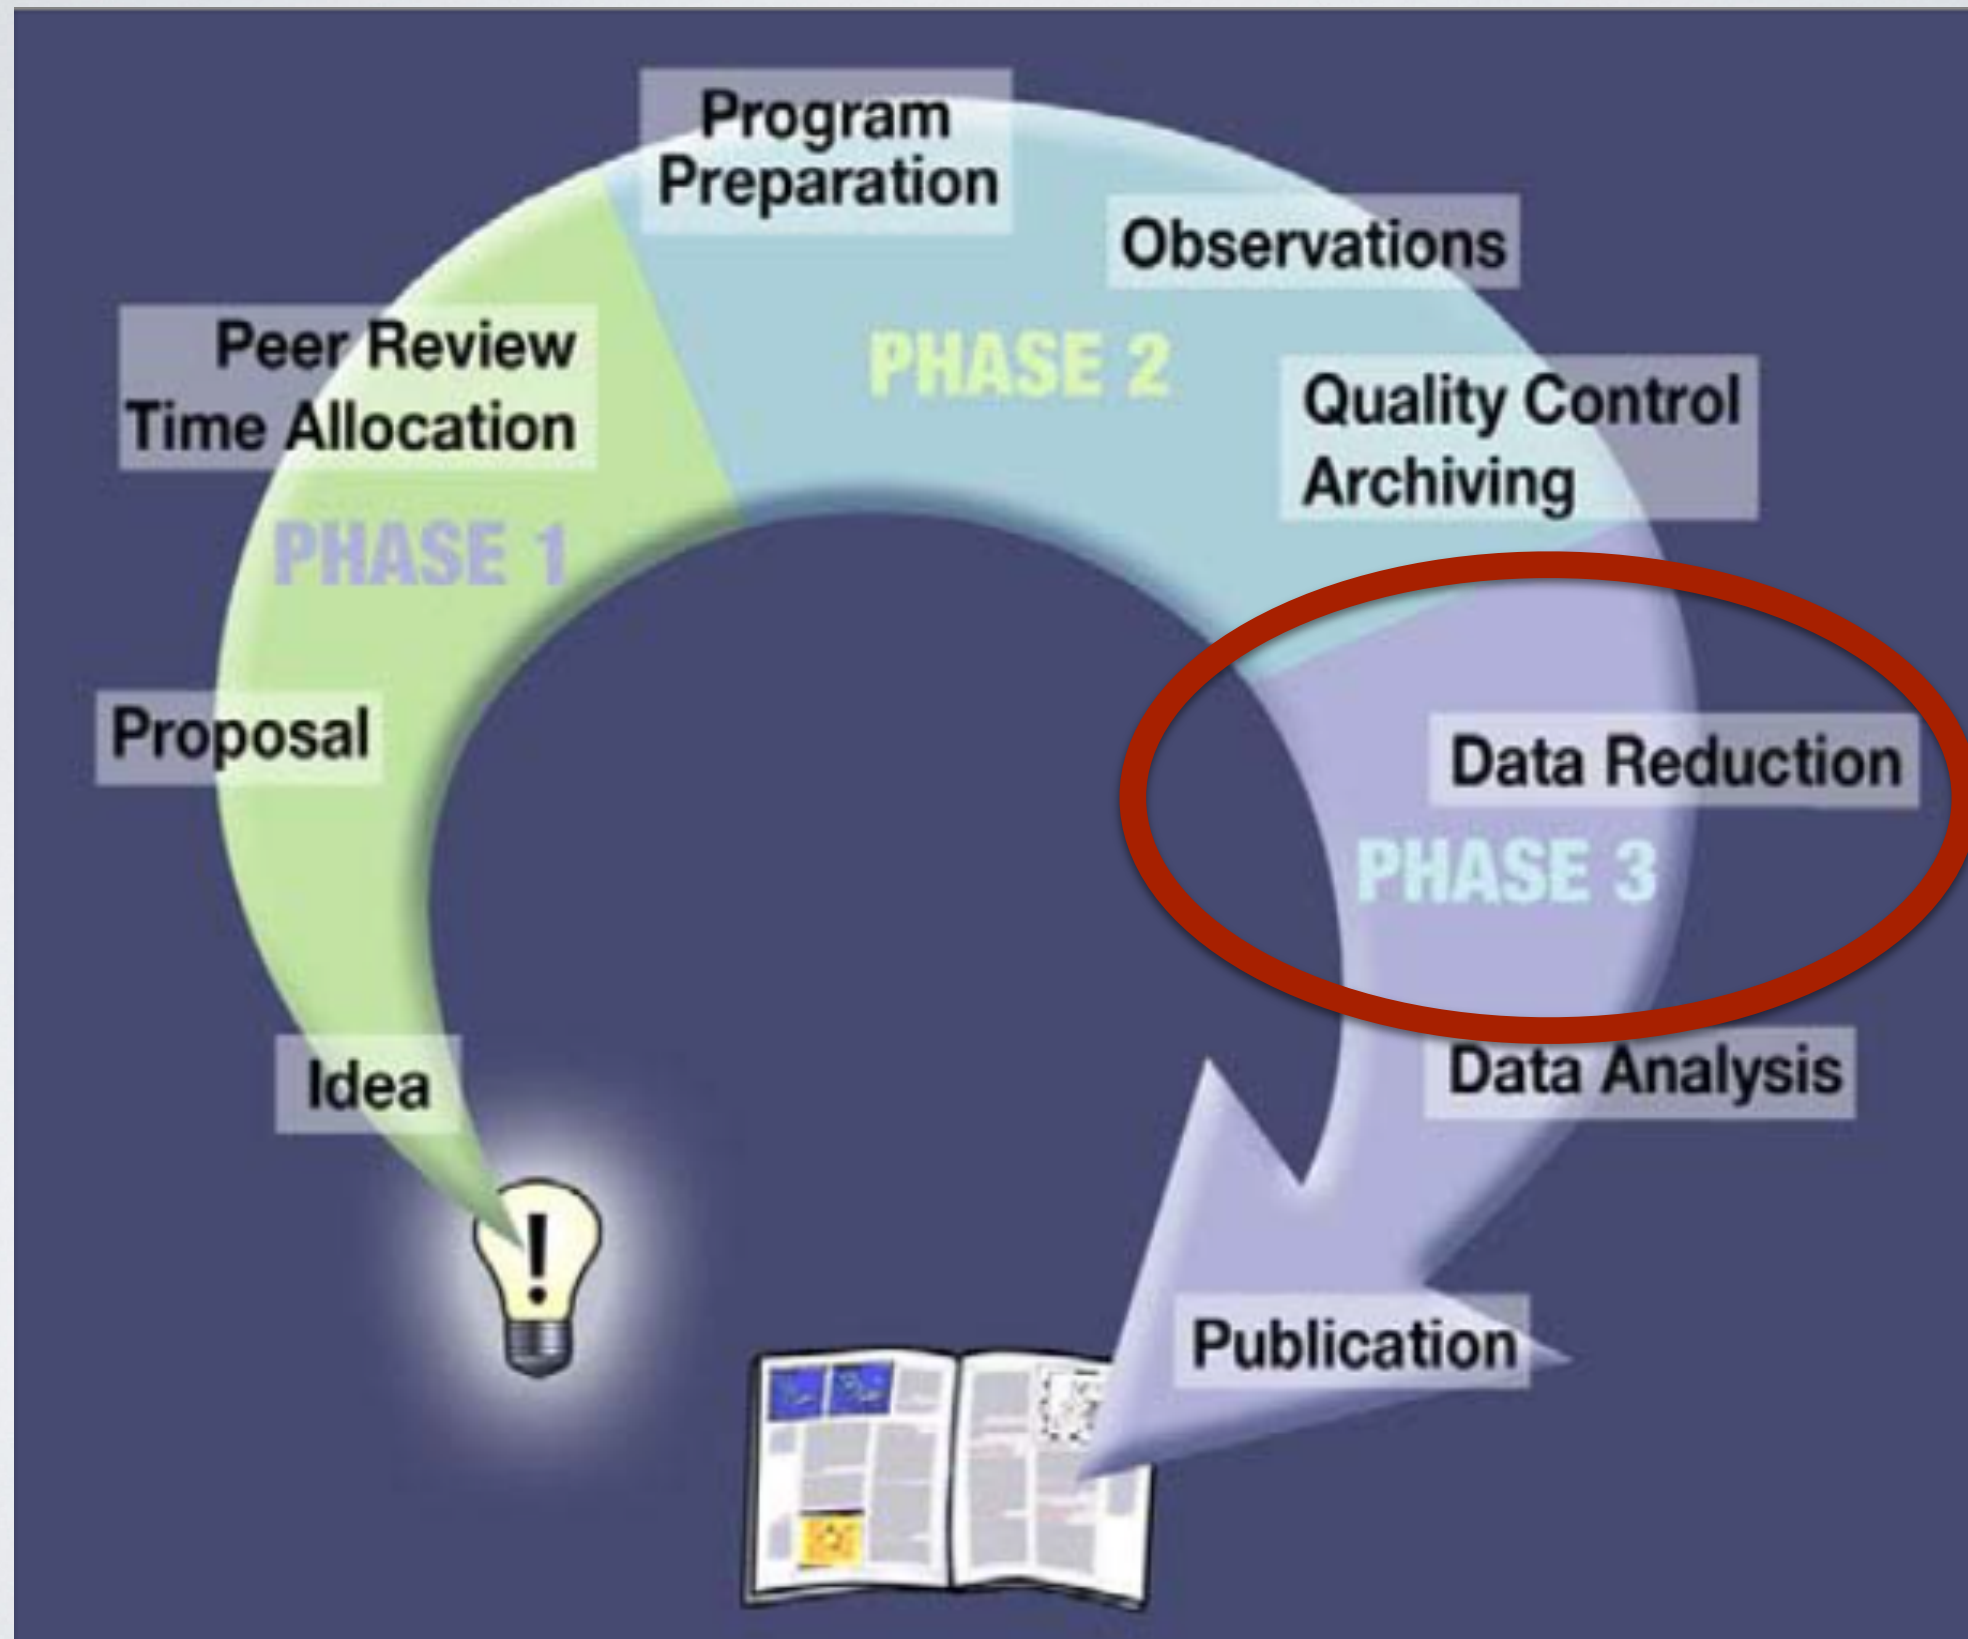 Program
Preparation
Observations
Peer Review
Time Allocation
PHASE 2
Quality Control
Archiving
PHASE 1
Proposal
Data Reduction
PHASE 3
Idea
Data Analysis
!
Publication